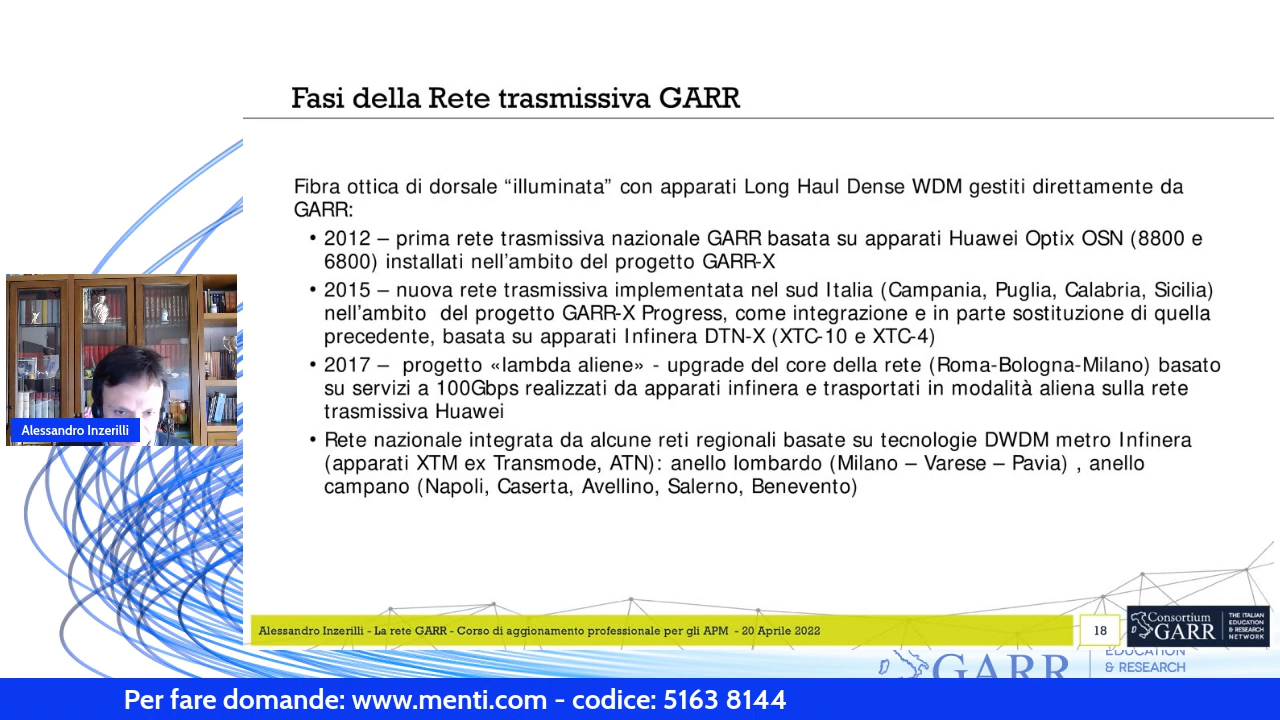 Fasi della Rete trasmissiva GARR
Fibra ottica di dorsale “illuminata” con apparati Long Haul Dense WDM gestiti direttamente da
GARR:
• 2012 – prima rete trasmissiva nazionale GARR basata su apparati Huawei Optix OSN (8800 e
6800) installati nell’ambito del progetto GARR-X
• 2015 – nuova rete trasmissiva implementata nel sud Italia (Campania, Puglia, Calabria, Sicilia)
nell’ambito del progetto GARR-X Progress, come integrazione e in parte sostituzione di quella
precedente, basata su apparati Infinera DTN-X (XTC-10 e XTC-4)
• 2017 – progetto «lambda aliene» - upgrade del core della rete (Roma-Bologna-Milano) basato
su servizi a 100Gbps realizzati da apparati infinera e trasportati in modalità aliena sulla rete
trasmissiva Huawei
• Rete nazionale integrata da alcune reti regionali basate su tecnologie DWDM metro Infinera
(apparati XTM ex Transmode, ATN): anello lombardo (Milano – Varese – Pavia) , anello
campano (Napoli, Caserta, Avellino, Salerno, Benevento)
Alessandro Inzerilli
Alessandro Inzerilli - La rete GARR - Corso di aggionamento professionale per gli APM - 20 Aprile 2022
18
Consortium
GARR
THE ITALIAN
EDUCATION
& RESEARCH
NETWORK
GARR
EDUCATION
& RESEARCH
Per fare domande: www.menti.com - codice: 5163 8144